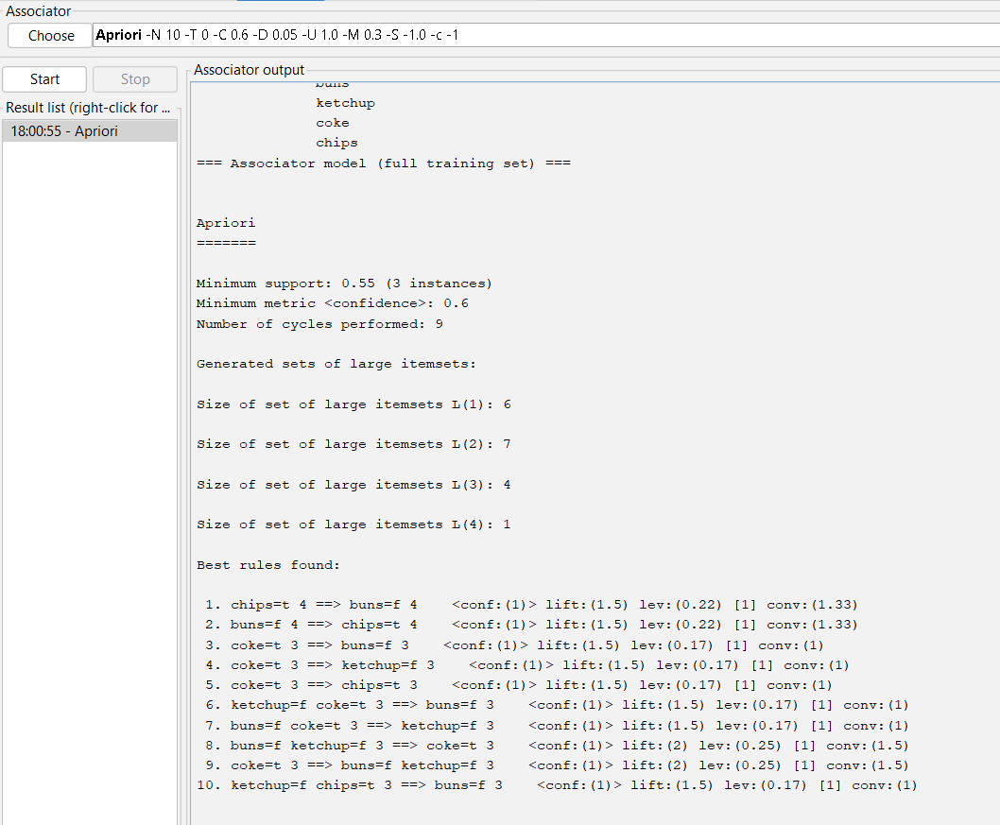 Associator
Choose Apriori -N 10 -T 0 -C 0.6 -D 0.05 -U 1.0 -M 0.3 -S -1.0 -c -1
Start Stop
Result list (right-click for ...
18:00:55 - Apriori
Associator output
buns
ketchup
coke
chips
=== Associator model (full training set) ===
Apriori
=======
Minimum support: 0.55 (3 instances)
Minimum metric <confidence>: 0.6
Number of cycles performed: 9
Generated sets of large itemsets:
Size of set of large itemsets L(1): 6
Size of set of large itemsets L(2): 7
Size of set of large itemsets L(3): 4
Size of set of large itemsets L(4): 1
Best rules found:
1. chips=t 4 ==> buns=f 4 <conf:(1)> lift:(1.5) lev:(0.22) [1] conv:(1.33)
2. buns=f 4 ==> chips=t 4 <conf:(1)> lift:(1.5) lev:(0.22) [1] conv:(1.33)
3. coke=t 3 ==> buns=f 3 <conf:(1)> lift:(1.5) lev:(0.17) [1] conv:(1)
4. coke=t 3 ==> ketchup=f 3 <conf:(1)> lift:(1.5) lev:(0.17) [1] conv:(1)
5. coke=t 3 ==> chips=t 3 <conf:(1)> lift:(1.5) lev:(0.17) [1] conv:(1)
6. ketchup=f coke=t 3 ==> buns=f 3 <conf:(1)> lift:(1.5) lev:(0.17) [1] conv:(1)
7. buns=f coke=t 3 ==> ketchup=f 3 <conf:(1)> lift:(1.5) lev:(0.17) [1] conv:(1)
8. buns=f ketchup=f 3 ==> coke=t 3 <conf:(1)> lift:(2) lev:(0.25) [1] conv:(1.5)
9. coke=t 3 ==> buns=f ketchup=f 3 <conf:(1)> lift:(2) lev:(0.25) [1] conv:(1.5)
10. ketchup=f chips=t 3 ==> buns=f 3 <conf:(1)> lift:(1.5) lev:(0.17) [1] conv:(1)